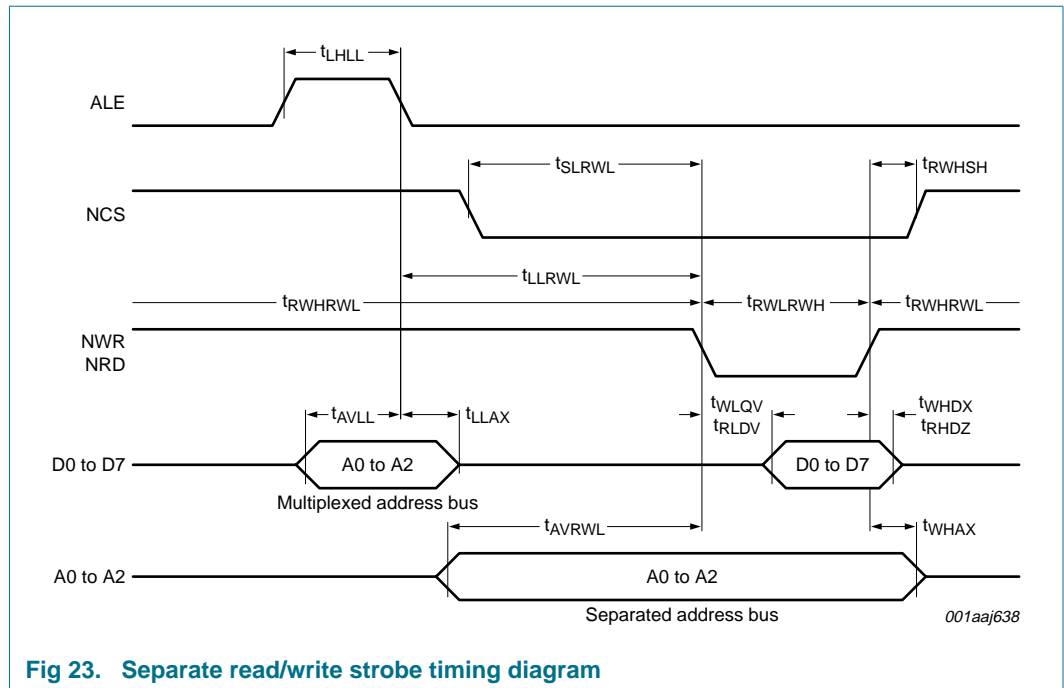 tLHLL
ALE
tSLRWL
tRWHSH
NCS
tLLRWL
tRWHRWL
tRWLRWH
tRWHRWL
NWR
NRD
tAVLL
tLLAX
tWLQV
tRLDV
tWHDX
tRHDZ
D0 to D7
A0 to A2
D0 to D7
Multiplexed address bus
tAVRWL
tWHAX
A0 to A2
A0 to A2
Separated address bus
001aaj638
Fig 23. Separate read/write strobe timing diagram